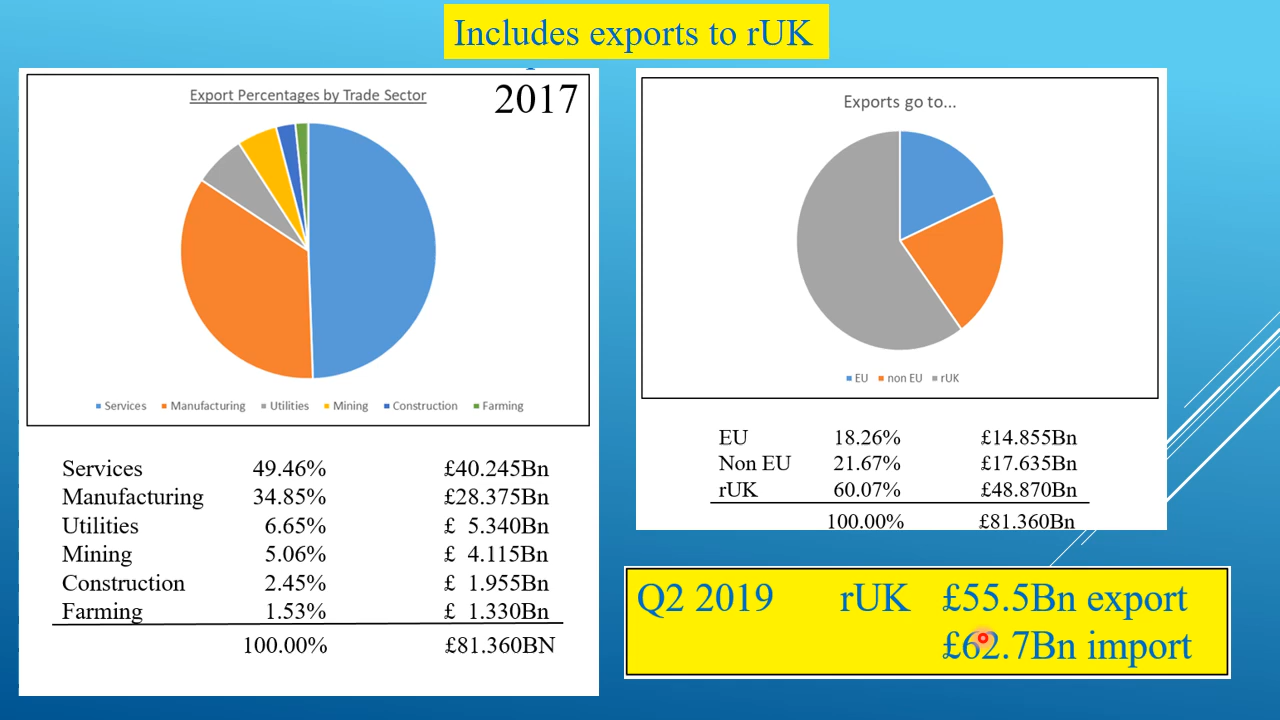 Includes exports to rUK
Export Percentages by Trade Sector
2017
Services Manufacturing Utilities Mining Construction Farming
Services 49.46% £40.245Bn
Manufacturing 34.85% £28.375Bn
Utilities 6.65% £ 5.340Bn
Mining 5.06% £ 4.115Bn
Construction 2.45% £ 1.955Bn
Farming 1.53% £ 1.330Bn
100.00% £81.360BN
Exports go to...
EU non EU rUK
EU 18.26% £14.855Bn
Non EU 21.67% £17.635Bn
rUK 60.07% £48.870Bn
100.00% £81.360Bn
Q2 2019 rUK £55.5Bn export
£62.7Bn import